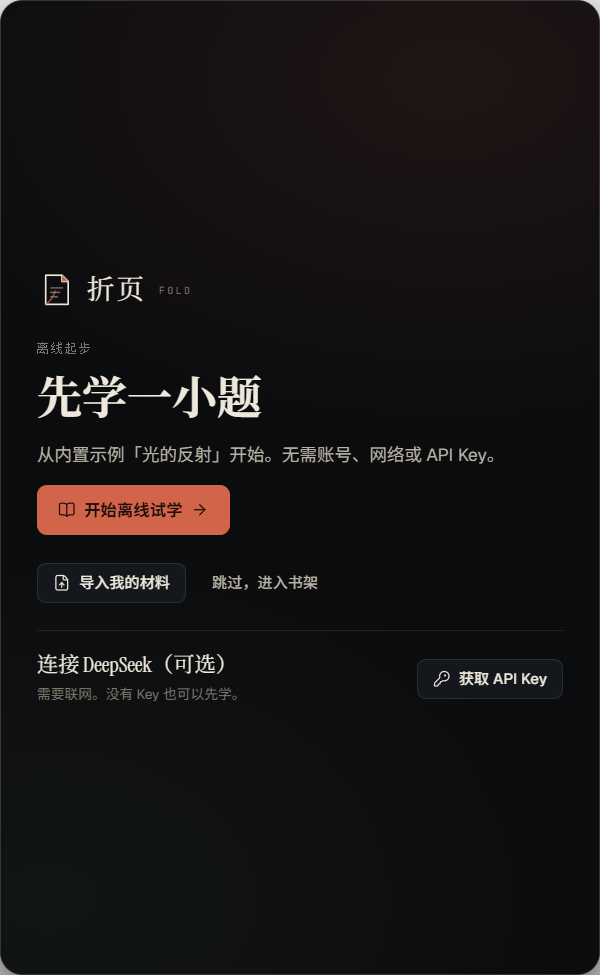 折页 FOLD
离线起步
先学一小题
从内置示例「光的反射」开始。无需账号、网络或 API Key。
开始离线试学 →
导入我的材料
跳过，进入书架
连接 DeepSeek（可选）
需要联网。没有 Key 也可以先学。
获取 API Key